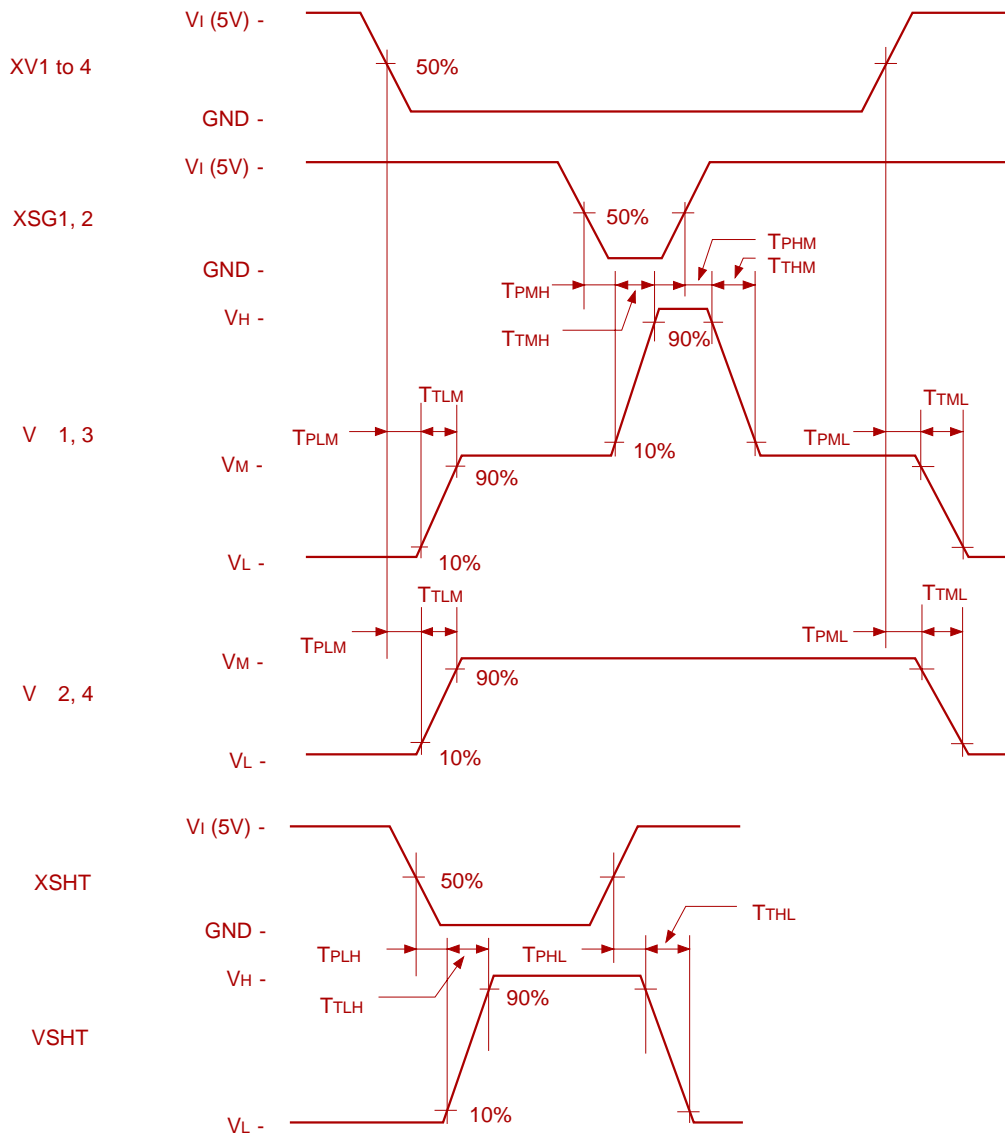 VI (5V) -
XV1 to 4
50%
GND -
VI (5V) -
XSG1, 2
50%
TPHM
GND -
TTHM
TPMH
VH -
TTMH
90%
TTLM
TTML
V 1, 3
TPLM
TPML
10%
VM -
90%
VL -
10%
TTLM
TTML
TPLM
TPML
VM -
90%
V 2, 4
10%
VL -
VI (5V) -
XSHT
50%
TTHL
GND -
TPLH
TPHL
VH -
TTLH
90%
VSHT
10%
VL -